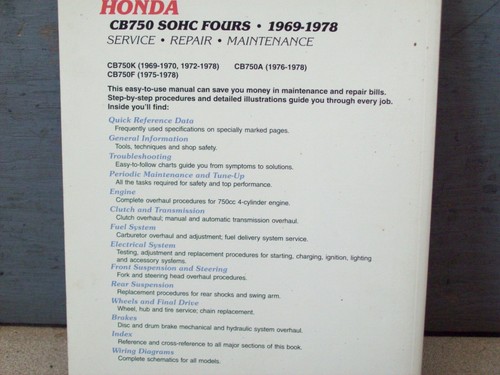 HONDA
CB750 SOHC FOURS • 1969-1978
SERVICE • REPAIR • MAINTENANCE
CB750K (1969-1970, 1972-1978) CB750A (1976-1978)
CB750F (1975-1978)
This easy-to-use manual can save you money in maintenance and repair bills.
Step-by-step procedures and detailed illustrations guide you through every job.
Inside you'll find:
Quick Reference Data
Frequently used specifications on specially marked pages.
General Information
Tools, techniques and shop safety.
Troubleshooting
Easy-to-follow charts guide you from symptoms to solutions.
Periodic Maintenance and Tune-Up
All the tasks required for safety and top performance.
Engine
Complete overhaul procedures for 750cc 4-cylinder engine.
Clutch and Transmission
Clutch overhaul; manual and automatic transmission overhaul.
Fuel System
Carburetor overhaul and adjustment; fuel delivery system service.
Electrical System
Testing, adjustment and replacement procedures for starting, charging, ignition, lighting
and accessory systems.
Front Suspension and Steering
Fork and steering head overhaul procedures.
Rear Suspension
Replacement procedures for rear shocks and swing arm.
Wheels and Final Drive
Wheel, hub and tire service; chain replacement.
Brakes
Disc and drum brake mechanical and hydraulic system overhaul.
Index
Reference and cross-reference to all major sections of this book.
Wiring Diagrams
Complete schematics for all models.